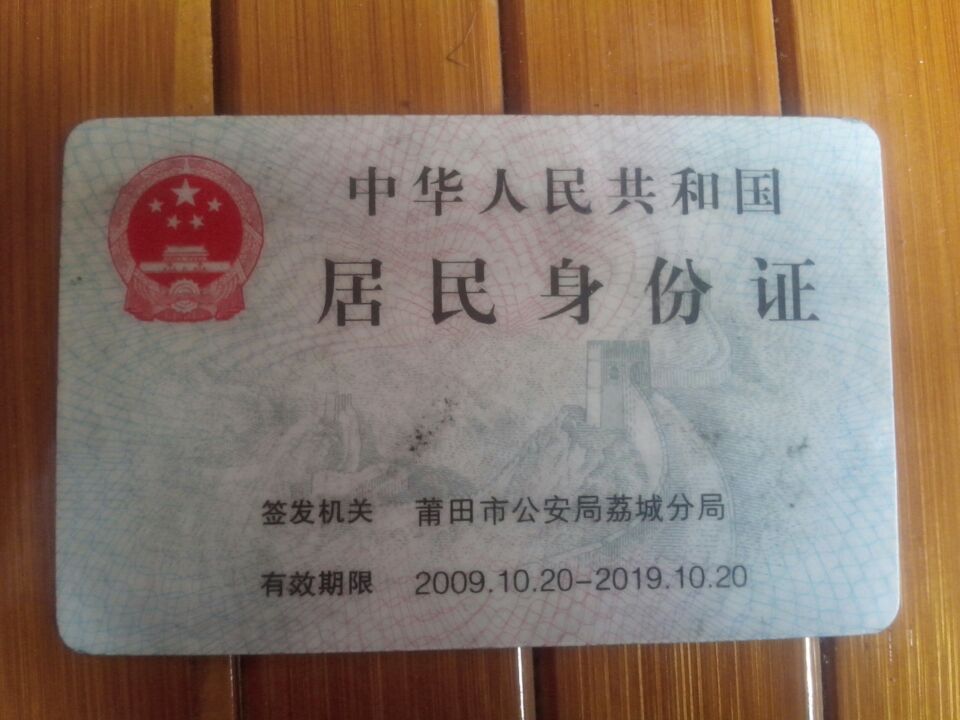 中华人民共和国
居民身份证
签发机关 莆田市公安局荔城分局
有效期限 2009.10.20-2019.10.20